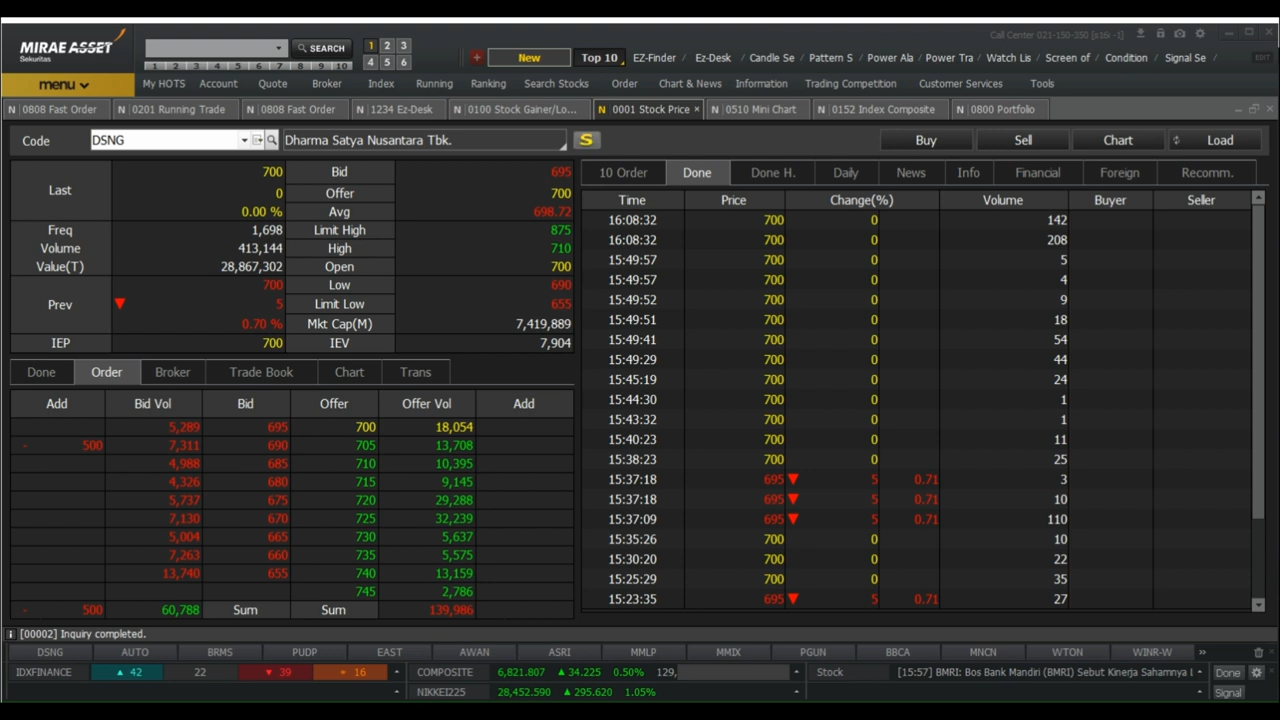 Call Center 021-150-350 [s16i -1]
MIRAE ASSET
Sekuritas
SEARCH
1 2 3
4 5 6
1 2 3 4 5 6 7 8 9 10
New Top 10 EZ-Finder / Ez-Desk / Candle Se / Pattern S / Power Ala / Power Tra / Watch Lis / Screen of / Condition / Signal Se / EDIT
menu My HOTS Account Quote Broker Index Running Ranking Search Stocks Order Chart & News Information Trading Competition Customer Services Tools
N 0808 Fast Order N 0201 Running Trade N 0808 Fast Order N 1234 Ez-Desk N 0100 Stock Gainer/Lo... N 0001 Stock Price × N 0510 Mini Chart N 0152 Index Composite N 0800 Portfolio
Code DSNG Dharma Satya Nusantara Tbk. S Buy Sell Chart Load
Last 700 Bid 695
0 Offer 700
0.00 % Avg 698.72
Freq 1,698 Limit High 875
Volume 413,144 High 710
Value(T) 28,867,302 Open 700
Prev 700 Low 690
▼ 5 Limit Low 655
0.70 % Mkt Cap(M) 7,419,889
IEP 700 IEV 7,904
Done Order Broker Trade Book Chart Trans
Add Bid Vol Bid Offer Offer Vol Add
5,289 695 700 18,054
- 500 7,311 690 705 13,708
4,988 685 710 10,395
4,326 680 715 9,145
5,737 675 720 29,288
7,130 670 725 32,239
5,004 665 730 5,637
7,263 660 735 5,575
13,740 655 740 13,159
745 2,786
- 500 60,788 Sum Sum 139,986
10 Order Done Done H. Daily News Info Financial Foreign Recomm.
Time Price Change(%) Volume Buyer Seller
16:08:32 700 0 142
16:08:32 700 0 208
15:49:57 700 0 5
15:49:57 700 0 4
15:49:52 700 0 9
15:49:51 700 0 18
15:49:41 700 0 54
15:49:29 700 0 44
15:45:19 700 0 24
15:44:30 700 0 1
15:43:32 700 0 1
15:40:23 700 0 11
15:38:23 700 0 25
15:37:18 695 ▼ 5 0.71 3
15:37:18 695 ▼ 5 0.71 10
15:37:09 695 ▼ 5 0.71 110
15:35:26 700 0 10
15:30:20 700 0 22
15:25:29 700 0 35
15:23:35 695 ▼ 5 0.71 27
[00002] Inquiry completed.
DSNG AUTO BRMS PUDP EAST AWAN ASRI MMLP MMIX PGUN BBCA MNCN WTON WINR-W »
IDXFINANCE ▲ 42 22 ▼ 39 16 COMPOSITE 6,821.807 ▲ 34.225 0.50% 129, Stock [15:57] BMRI: Bos Bank Mandiri (BMRI) Sebut Kinerja Sahamnya L Done
NIKKEI225 28,452.590 ▲ 295.620 1.05% Signal